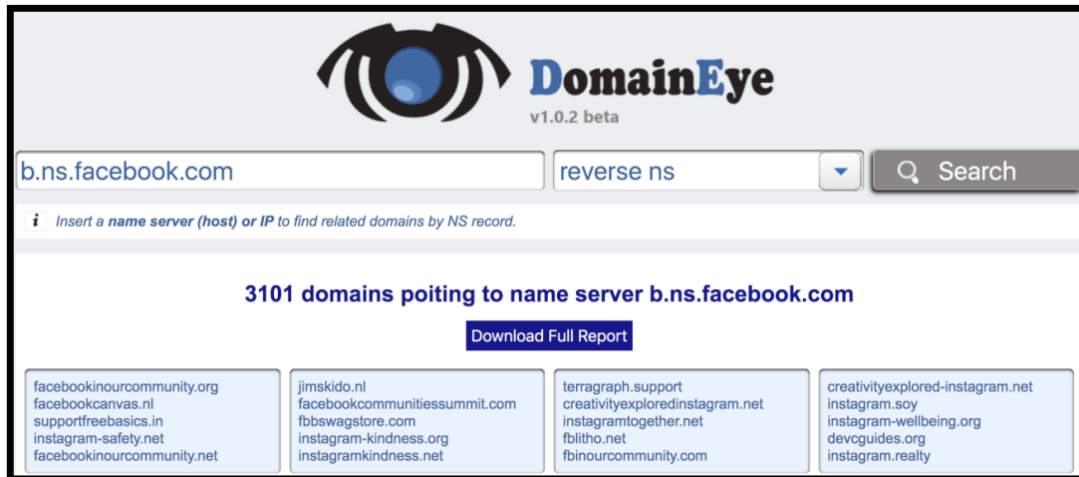 DomainEye
v1.0.2 beta
b.ns.facebook.com
reverse ns
Search
i Insert a name server (host) or IP to find related domains by NS record.
3101 domains poiting to name server b.ns.facebook.com
Download Full Report
facebookinourcommunity.org
facebookcanvas.nl
supportfreebasics.in
instagram-safety.net
facebookinourcommunity.net
jimskido.nl
facebookcommunitiessummit.com
fbbswagstore.com
instagram-kindness.org
instagramkindness.net
terragraph.support
creativityexploredinstagram.net
instagramtogether.net
fblitho.net
fbinourcommunity.com
creativityexplored-instagram.net
instagram.soy
instagram-wellbeing.org
devcguides.org
instagram.realty